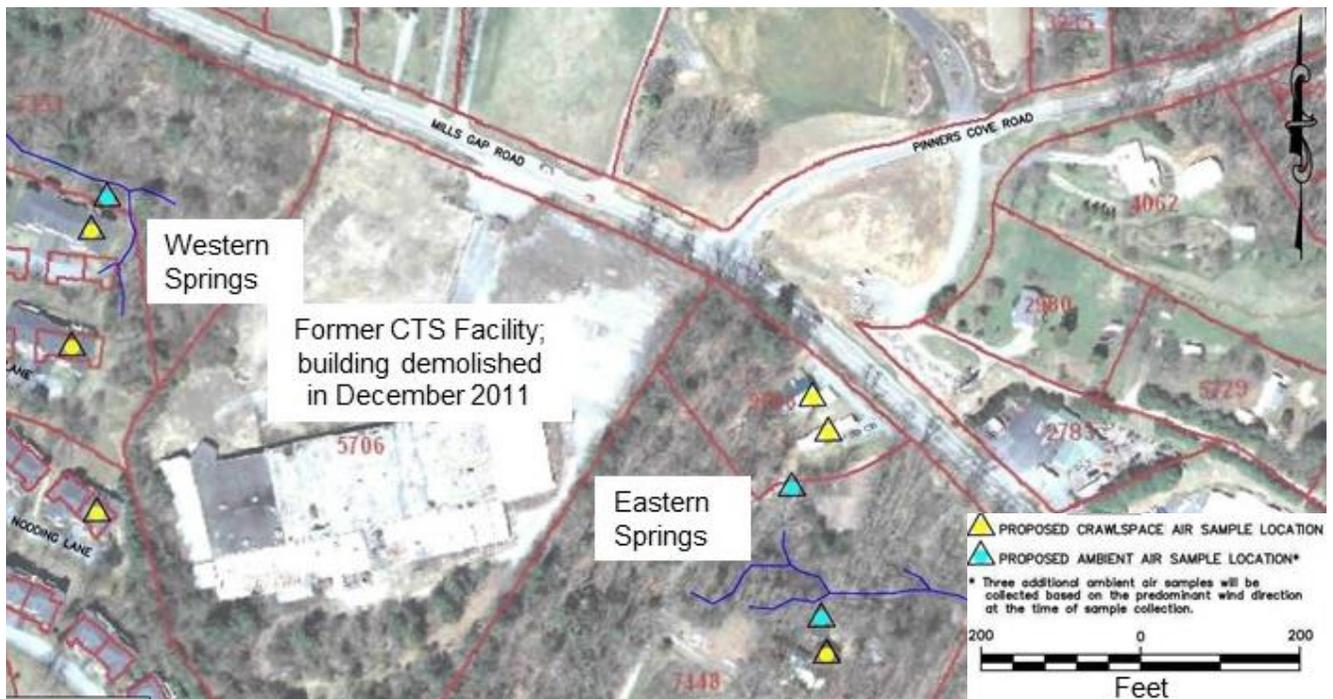 3235
MILLS GAP ROAD
PINNERS COVE ROAD
4062
Western
Springs
Former CTS Facility;
building demolished
in December 2011
2980
LANE
5706
5729
2785
Eastern
Springs
NODDING LANE
7448
PROPOSED CRAWLSPACE AIR SAMPLE LOCATION
PROPOSED AMBIENT AIR SAMPLE LOCATION*
* Three additional ambient air samples will be
collected based on the predominant wind direction
at the time of sample collection.
200 0 200
Feet